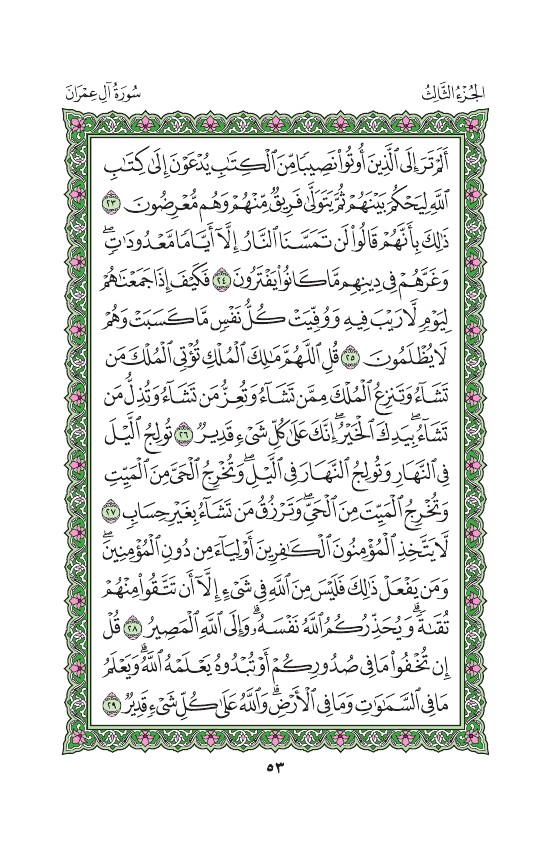 الجُزْءُ الثَّالِثُ
سُورَةُ آلِ عِمْرَانَ
أَلَمْ تَرَ إِلَى ٱلَّذِينَ أُوتُوا۟ نَصِيبًا مِّنَ ٱلْكِتَٰبِ يُدْعَوْنَ إِلَىٰ كِتَٰبِ
ٱللَّهِ لِيَحْكُمَ بَيْنَهُمْ ثُمَّ يَتَوَلَّىٰ فَرِيقٌ مِّنْهُمْ وَهُم مُّعْرِضُونَ ٢٣
ذَٰلِكَ بِأَنَّهُمْ قَالُوا۟ لَن تَمَسَّنَا ٱلنَّارُ إِلَّآ أَيَّامًا مَّعْدُودَٰتٍ ۖ
وَغَرَّهُمْ فِى دِينِهِم مَّا كَانُوا۟ يَفْتَرُونَ ٢٤ فَكَيْفَ إِذَا جَمَعْنَٰهُمْ
لِيَوْمٍ لَّا رَيْبَ فِيهِ وَوُفِّيَتْ كُلُّ نَفْسٍ مَّا كَسَبَتْ وَهُمْ
لَا يُظْلَمُونَ ٢٥ قُلِ ٱللَّهُمَّ مَٰلِكَ ٱلْمُلْكِ تُؤْتِى ٱلْمُلْكَ مَن
تَشَآءُ وَتَنزِعُ ٱلْمُلْكَ مِمَّن تَشَآءُ وَتُعِزُّ مَن تَشَآءُ وَتُذِلُّ مَن
تَشَآءُ ۖ بِيَدِكَ ٱلْخَيْرُ ۖ إِنَّكَ عَلَىٰ كُلِّ شَىْءٍ قَدِيرٌ ٢٦ تُولِجُ ٱلَّيْلَ
فِى ٱلنَّهَارِ وَتُولِجُ ٱلنَّهَارَ فِى ٱلَّيْلِ ۖ وَتُخْرِجُ ٱلْحَىَّ مِنَ ٱلْمَيِّتِ
وَتُخْرِجُ ٱلْمَيِّتَ مِنَ ٱلْحَىِّ ۖ وَتَرْزُقُ مَن تَشَآءُ بِغَيْرِ حِسَابٍ ٢٧
لَّا يَتَّخِذِ ٱلْمُؤْمِنُونَ ٱلْكَٰفِرِينَ أَوْلِيَآءَ مِن دُونِ ٱلْمُؤْمِنِينَ ۖ
وَمَن يَفْعَلْ ذَٰلِكَ فَلَيْسَ مِنَ ٱللَّهِ فِى شَىْءٍ إِلَّآ أَن تَتَّقُوا۟ مِنْهُمْ
تُقَىٰةً ۗ وَيُحَذِّرُكُمُ ٱللَّهُ نَفْسَهُۥ ۗ وَإِلَى ٱللَّهِ ٱلْمَصِيرُ ٢٨ قُلْ
إِن تُخْفُوا۟ مَا فِى صُدُورِكُمْ أَوْ تُبْدُوهُ يَعْلَمْهُ ٱللَّهُ ۗ وَيَعْلَمُ
مَا فِى ٱلسَّمَٰوَٰتِ وَمَا فِى ٱلْأَرْضِ ۗ وَٱللَّهُ عَلَىٰ كُلِّ شَىْءٍ قَدِيرٌ ٢٩
٥٣